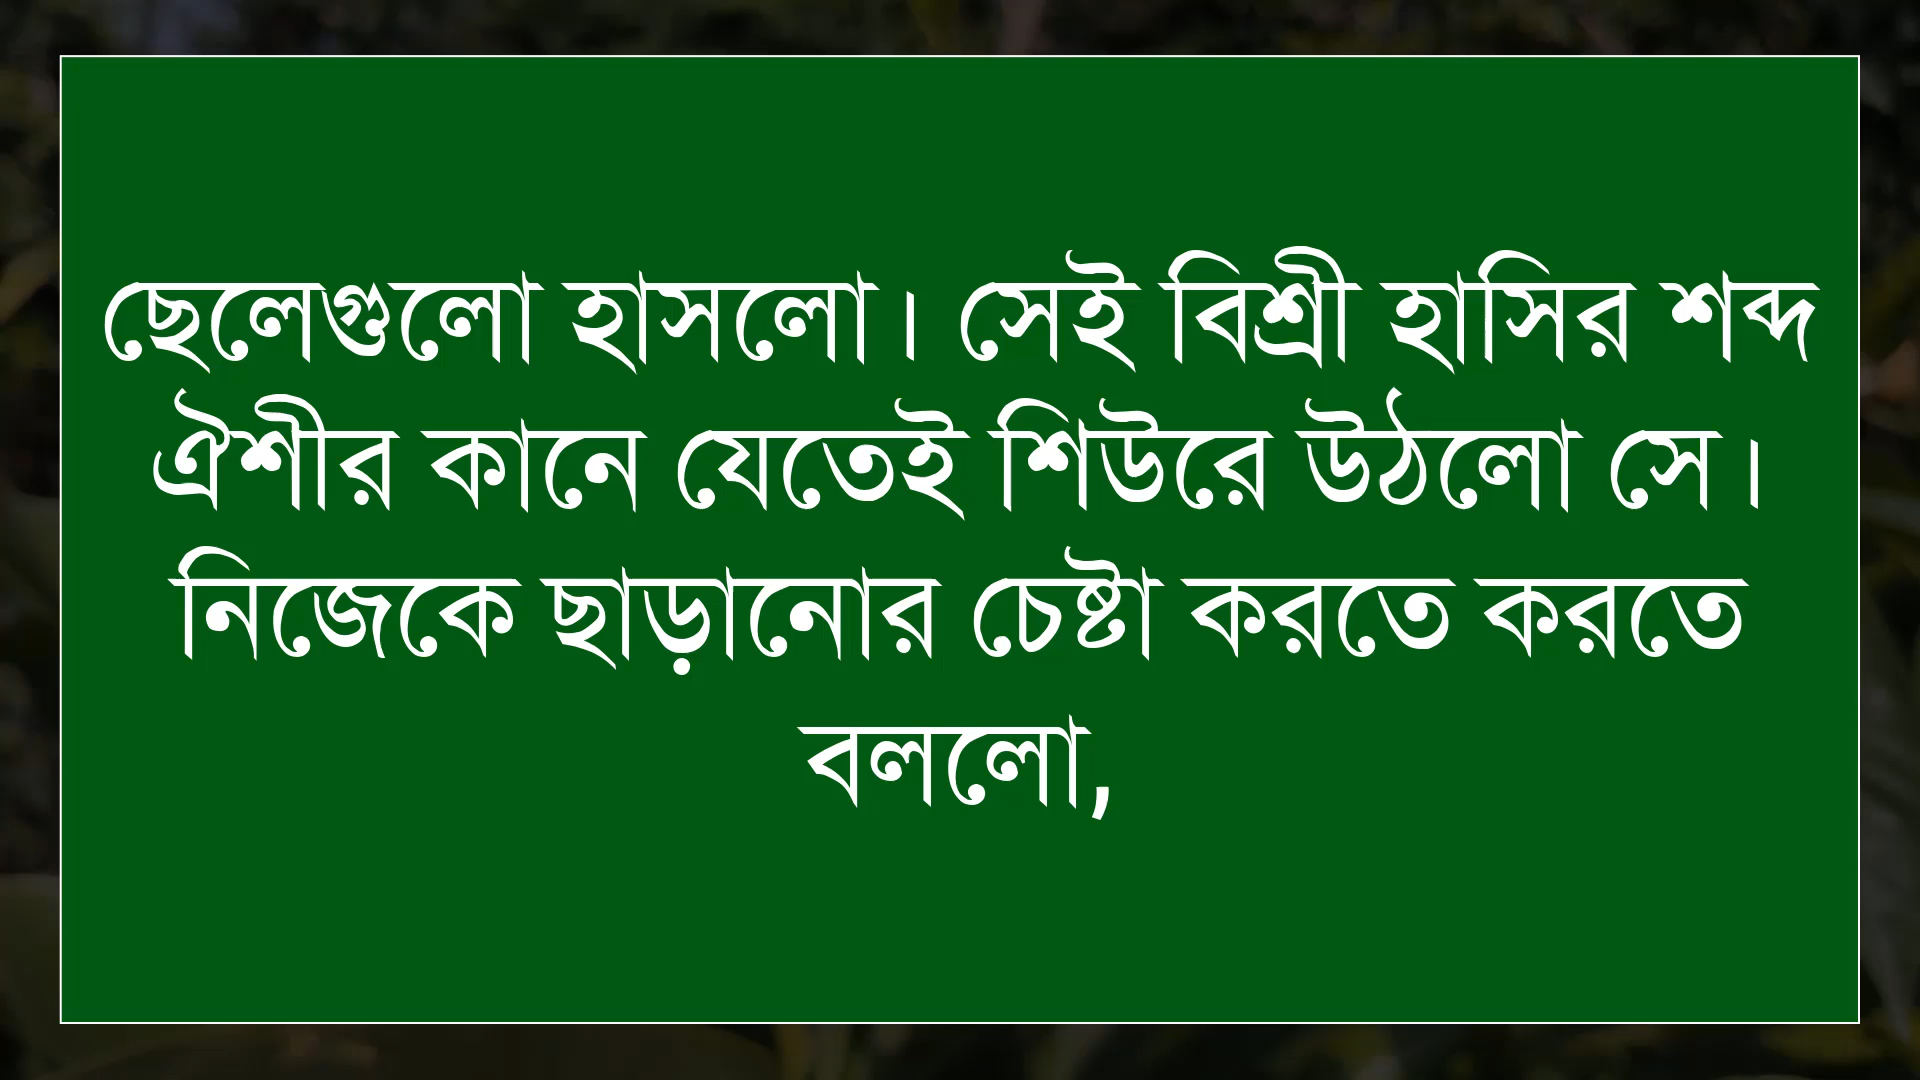 ছেলেগুলো হাসলো। সেই বিশ্রী হাসির শব্দ
ঐশীর কানে যেতেই শিউরে উঠলো সে।
নিজেকে ছাড়ানোর চেষ্টা করতে করতে
বললো,